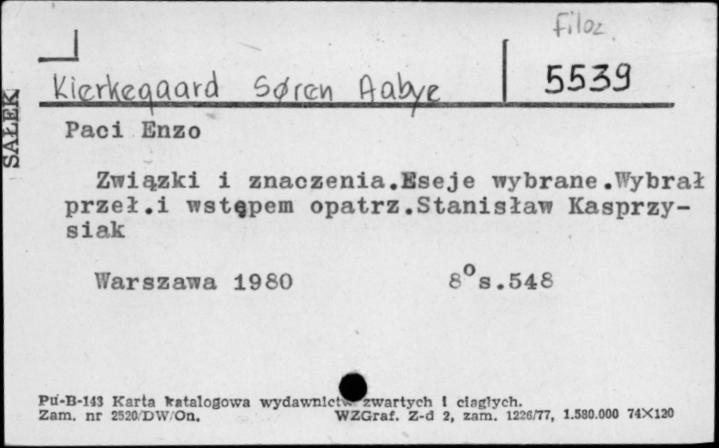 Filoz.
Kierkegaard Søren Aabye
5539
SAŁEK
Paci Enzo
Związki i znaczenia.Eseje wybrane.Wybrał
przeł.i wstępem opatrz.Stanisław Kasprzy-
siak
Warszawa 1980 8° s.548
Pu-B-143 Karta katalogowa wydawnictw zwartych i ciągłych.
Zam. nr 2520/DW/On. WZGraf. Z-d 2, zam. 1226/77, 1.580.000 74×120